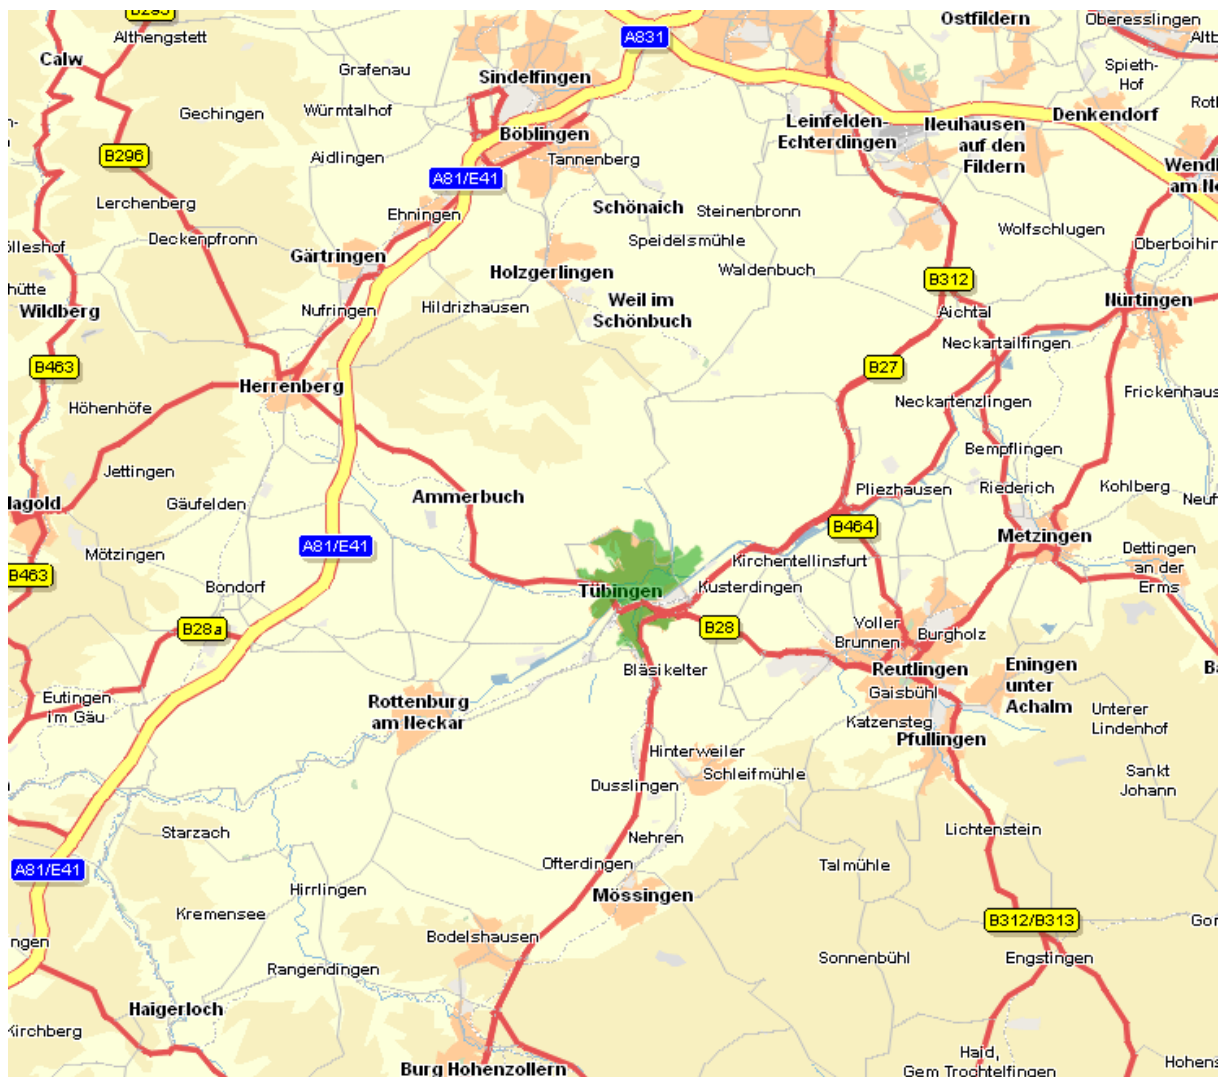 B295
Althengstett
A831
Ostfildern
Oberesslingen
Calw
Grafenau
Sindelfingen
Spieth-
Hof
Gechingen
Würmtalhof
Leinfelden-
Echterdingen
Neuhausen
auf den
Fildern
Denkendorf
Böblingen
B296
Aidlingen
Tannenberg
A81/E41
Lerchenberg
Ehningen
Schönaich
Steinenbronn
Deckenpfronn
Gärtringen
Speidelsmühle
Wolfschlugen
Waldenbuch
Holzgerlingen
B312
Wildberg
Nufringen
Hildrizhausen
Weil im
Schönbuch
Aichtal
Nürtingen
Neckartailfingen
B463
B27
Herrenberg
Höhenhöfe
Neckartenzlingen
Bempflingen
Jettingen
Gäufelden
Ammerbuch
Pliezhausen
Riederich
Kohlberg
B464
Metzingen
A81/E41
Mötzingen
Kirchentellinsfurt
Dettingen
an der
Erms
B463
Bondorf
Tübingen
Kusterdingen
B28a
B28
Voller
Brunnen
Burgholz
Bläsikelter
Reutlingen
Eningen
unter
Achalm
Eutingen
im Gäu
Rottenburg
am Neckar
Gaisbühl
Katzensteg
Unterer
Lindenhof
Pfullingen
Hinterweiler
Schleifmühle
Sankt
Johann
Dusslingen
Starzach
Nehren
Lichtenstein
A81/E41
Ofterdingen
Talmühle
Hirrlingen
Mössingen
Kremensee
B312/B313
Bodelshausen
Rangendingen
Sonnenbühl
Engstingen
Haigerloch
Kirchberg
Burg Hohenzollern
Haid,
Gem Trochtelfingen